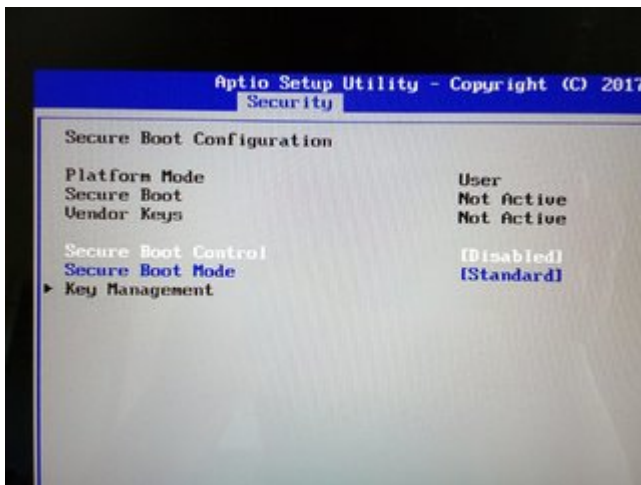 Aptio Setup Utility - Copyright (C) 2017
Security
Secure Boot Configuration
Platform Mode User
Secure Boot Not Active
Vendor Keys Not Active
Secure Boot Control [Disabled]
Secure Boot Mode [Standard]
Key Management